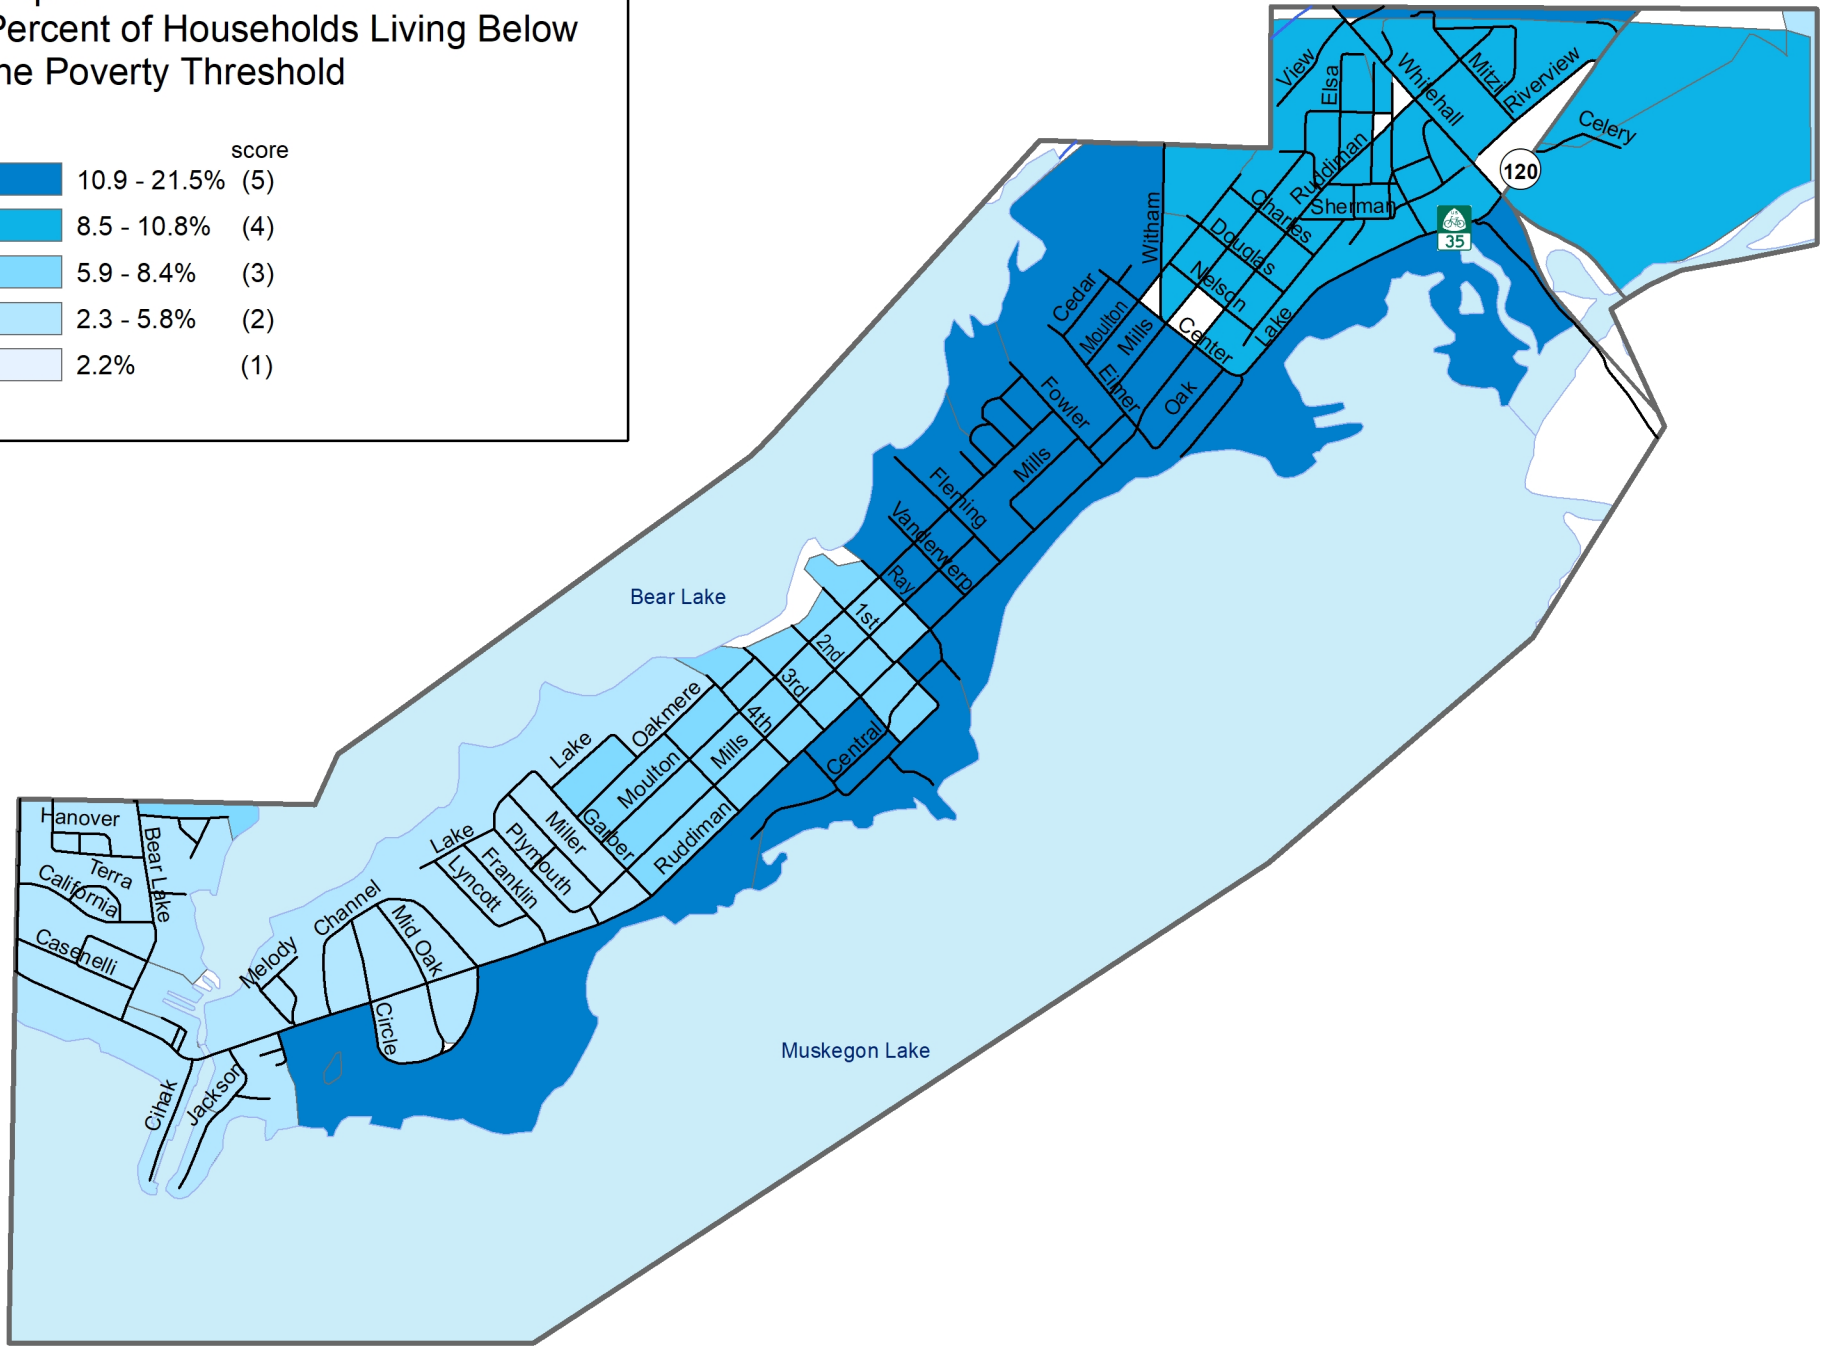 Percent of Households Living Below
he Poverty Threshold
score
10.9 - 21.5% (5)
8.5 - 10.8% (4)
5.9 - 8.4% (3)
2.3 - 5.8% (2)
2.2% (1)
View
Elsa
Whitehall
Mitzi
Riverview
Celery
120
Ruddiman
Sherman
35
Charles
Witham
Douglas
Nelson
Cedar
Moulton
Mills
Center
Lake
Elmer
Oak
Fowler
Mills
Fleming
Vanderwerp
Ray
Bear Lake
1st
2nd
3rd
4th
Oakmere
Lake
Moulton
Mills
Central
Garber
Ruddiman
Miller
Plymouth
Lake
Franklin
Lyncott
Hanover
Bear Lake
Terra
California
Channel
Mid Oak
Casenelli
Melody
Circle
Muskegon Lake
Cihak
Jackson